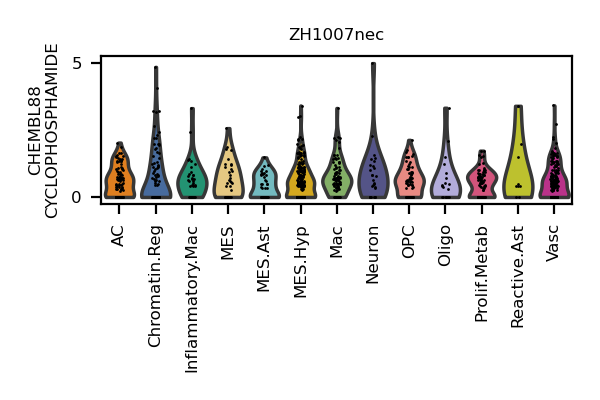 ZH1007nec
CHEMBL88
CYCLOPHOSPHAMIDE
5
0
AC
Chromatin.Reg
Inflammatory.Mac
MES
MES.Ast
MES.Hyp
Mac
Neuron
OPC
Oligo
Prolif.Metab
Reactive.Ast
Vasc